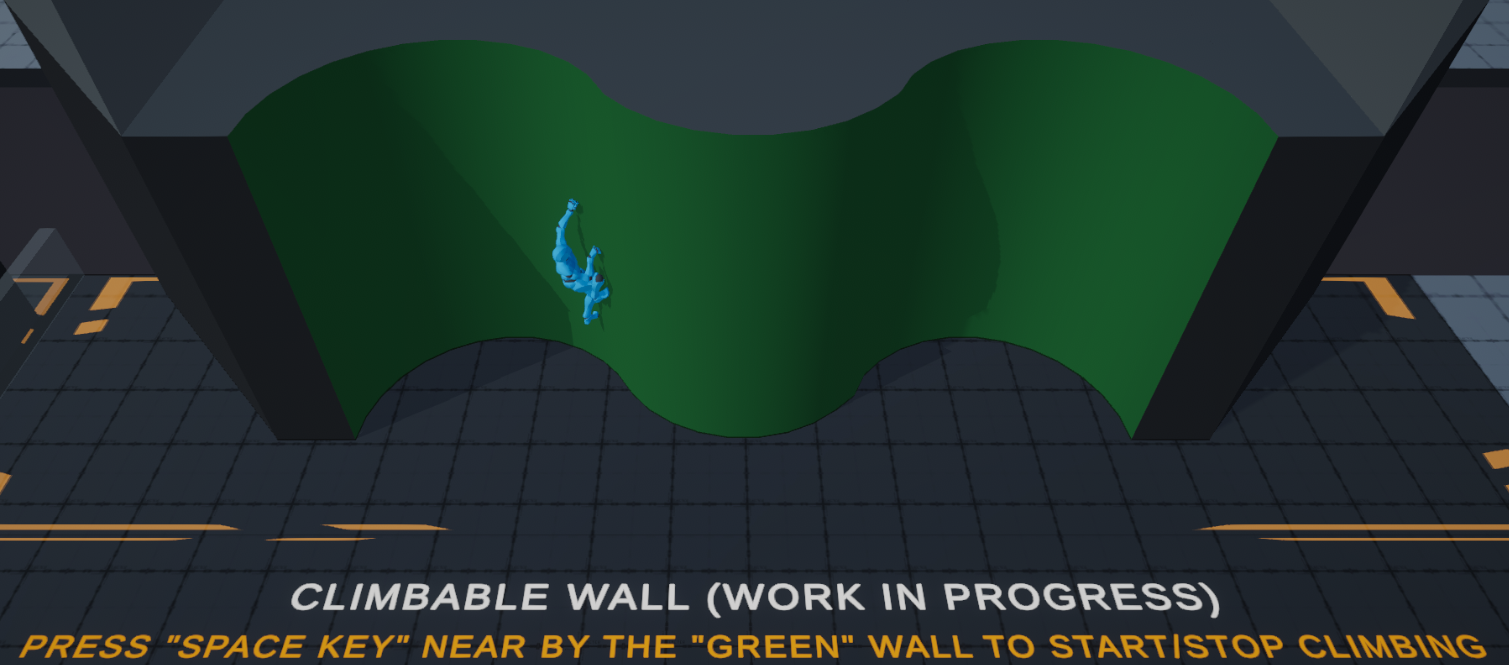 CLIMBABLE WALL (WORK IN PROGRESS)
PRESS "SPACE KEY" NEAR BY THE "GREEN" WALL TO START/STOP CLIMBING